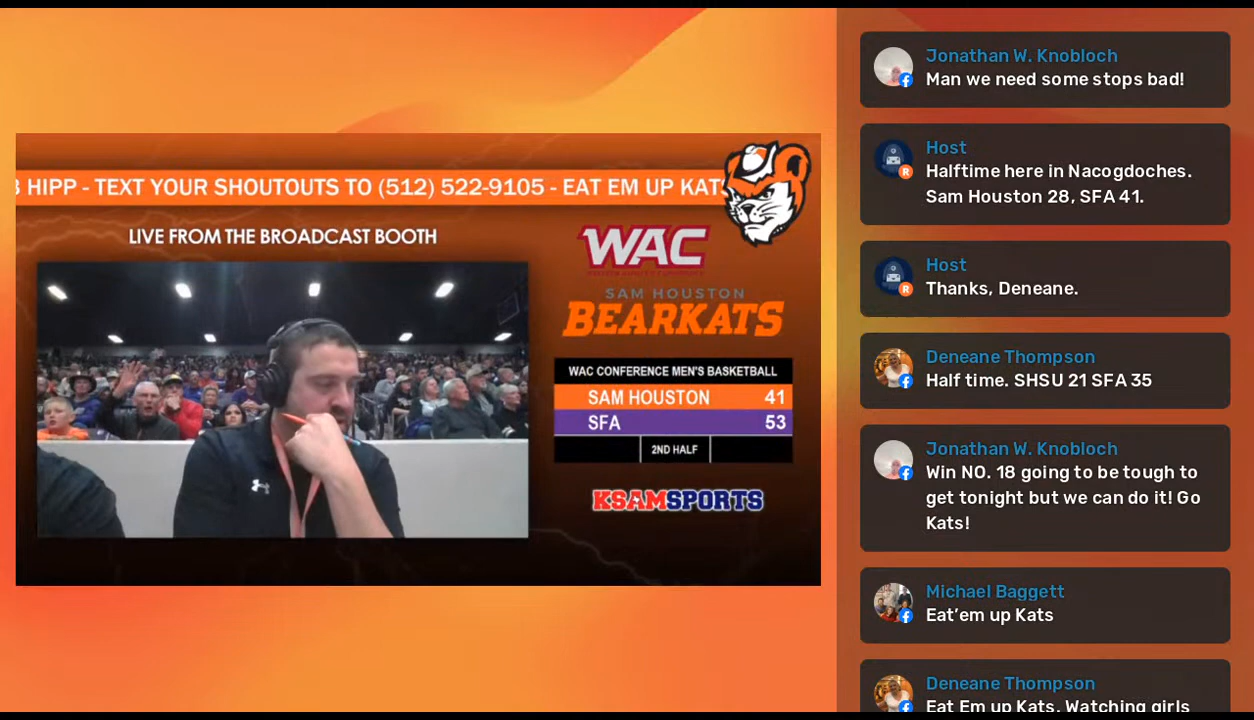 HIPP - TEXT YOUR SHOUTOUTS TO (512) 522-9105 - EAT EM UP KATS
LIVE FROM THE BROADCAST BOOTH
WAC
SAM HOUSTON
BEARKATS
WAC CONFERENCE MEN'S BASKETBALL
SAM HOUSTON 41
SFA 53
2ND HALF
KSAMSPORTS
Jonathan W. Knobloch
Man we need some stops bad!
Host
Halftime here in Nacogdoches.
Sam Houston 28, SFA 41.
Host
Thanks, Deneane.
Deneane Thompson
Half time. SHSU 21 SFA 35
Jonathan W. Knobloch
Win NO. 18 going to be tough to
get tonight but we can do it! Go
Kats!
Michael Baggett
Eat’em up Kats
Deneane Thompson
Eat Em up Kats. Watching girls